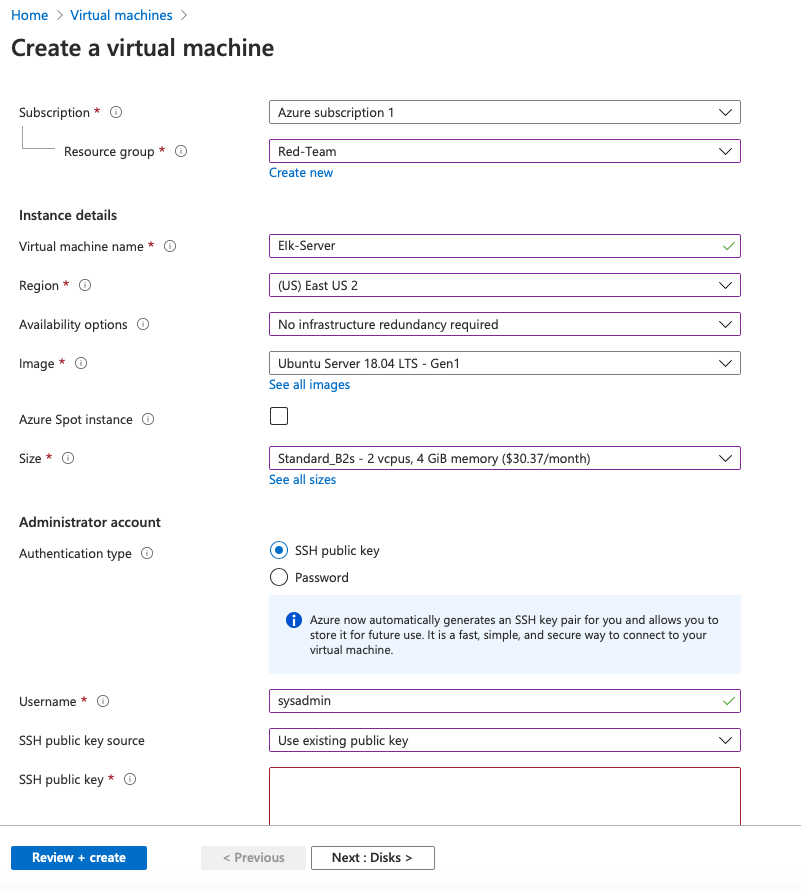 Home > Virtual machines >
Create a virtual machine
Subscription *
Azure subscription 1
Resource group *
Red-Team
Create new
Instance details
Virtual machine name *
Elk-Server
Region *
(US) East US 2
Availability options
No infrastructure redundancy required
Image *
Ubuntu Server 18.04 LTS - Gen1
See all images
Azure Spot instance
Size *
Standard_B2s - 2 vcpus, 4 GiB memory ($30.37/month)
See all sizes
Administrator account
Authentication type
SSH public key
Password
Azure now automatically generates an SSH key pair for you and allows you to
store it for future use. It is a fast, simple, and secure way to connect to your
virtual machine.
Username *
sysadmin
SSH public key source
Use existing public key
SSH public key *
Review + create
< Previous
Next : Disks >